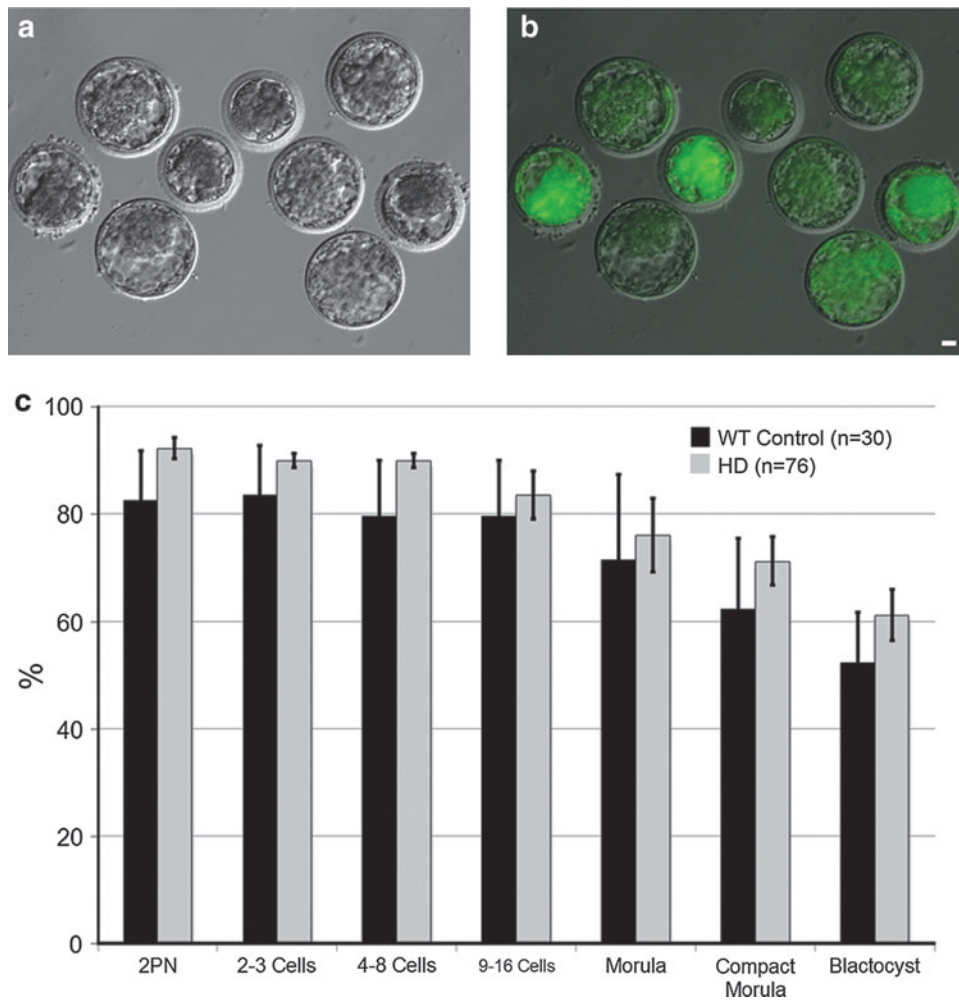 a
b
c
100
80
60
40
20
0
%
WT Control (n=30)
HD (n=76)
2PN
2-3 Cells
4-8 Cells
9-16 Cells
Morula
Compact
Morula
Blactocyst